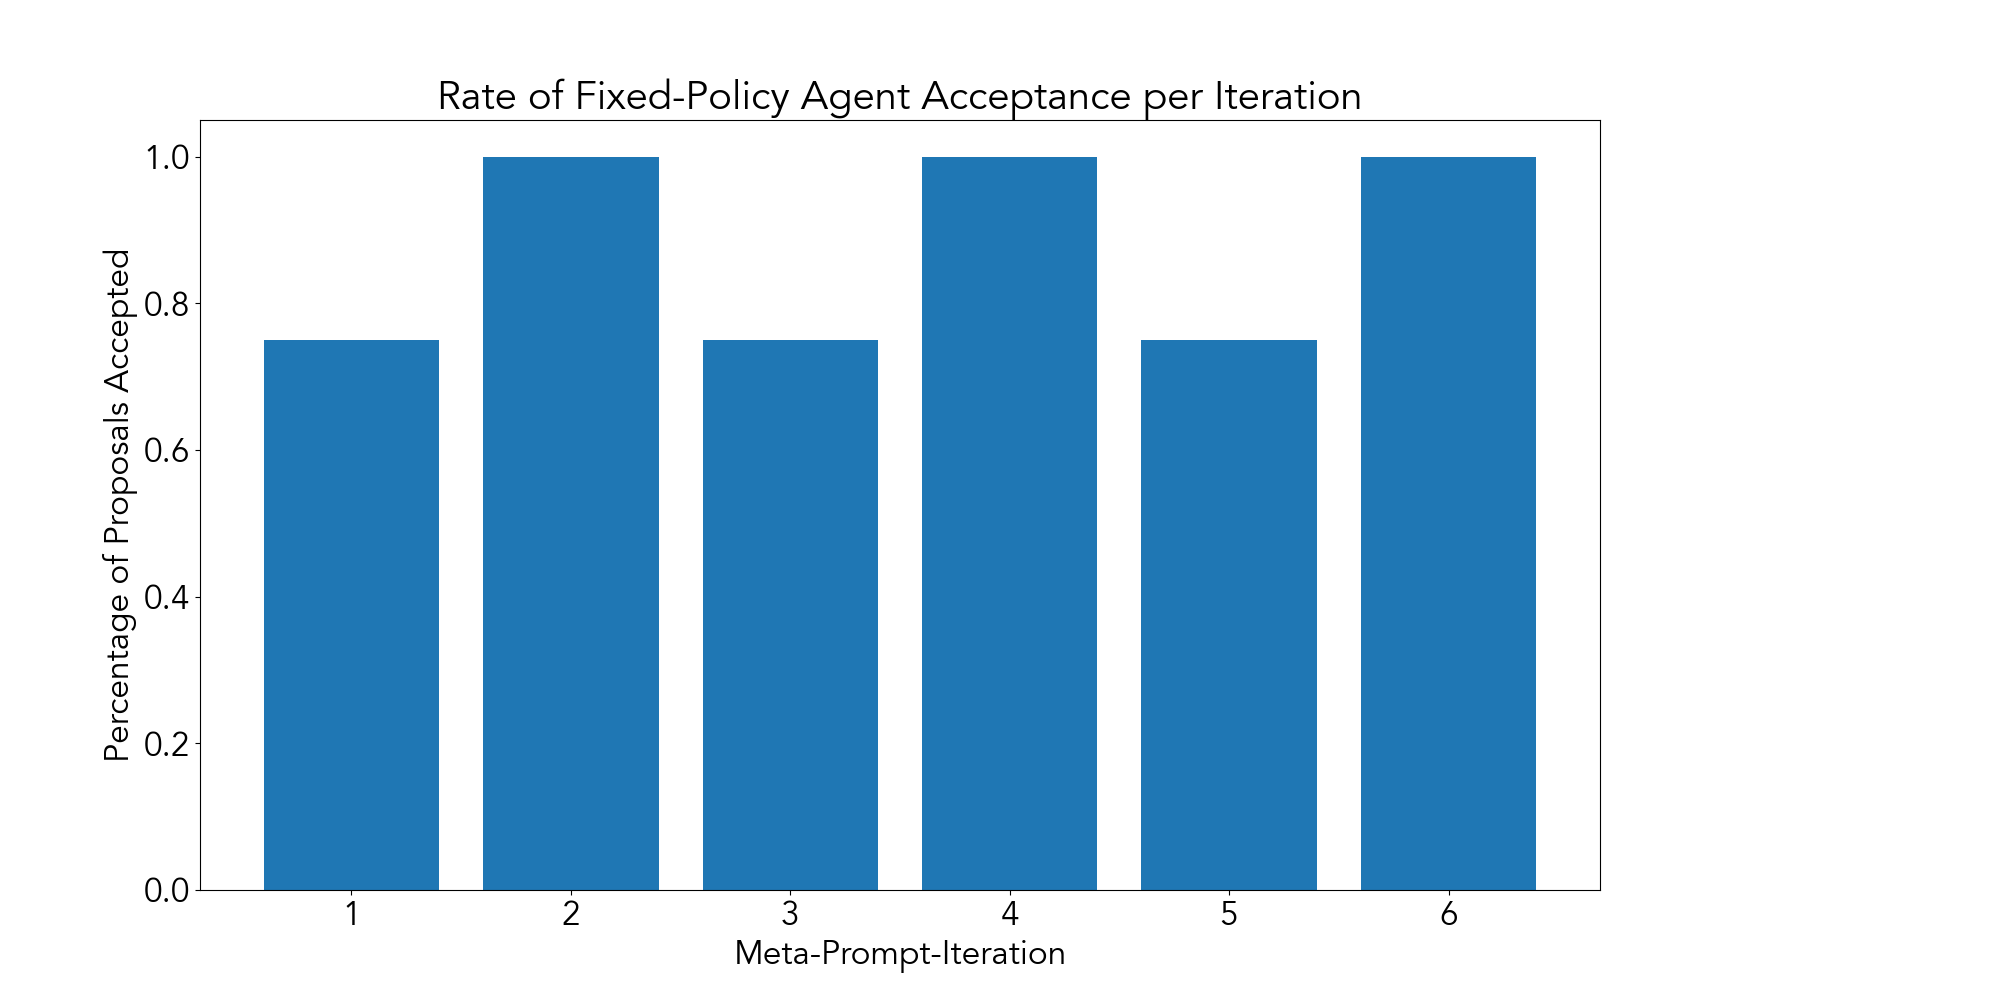 Rate of Fixed-Policy Agent Acceptance per Iteration
Percentage of Proposals Accepted
1.0
0.8
0.6
0.4
0.2
0.0
1 2 3 4 5 6
Meta-Prompt-Iteration